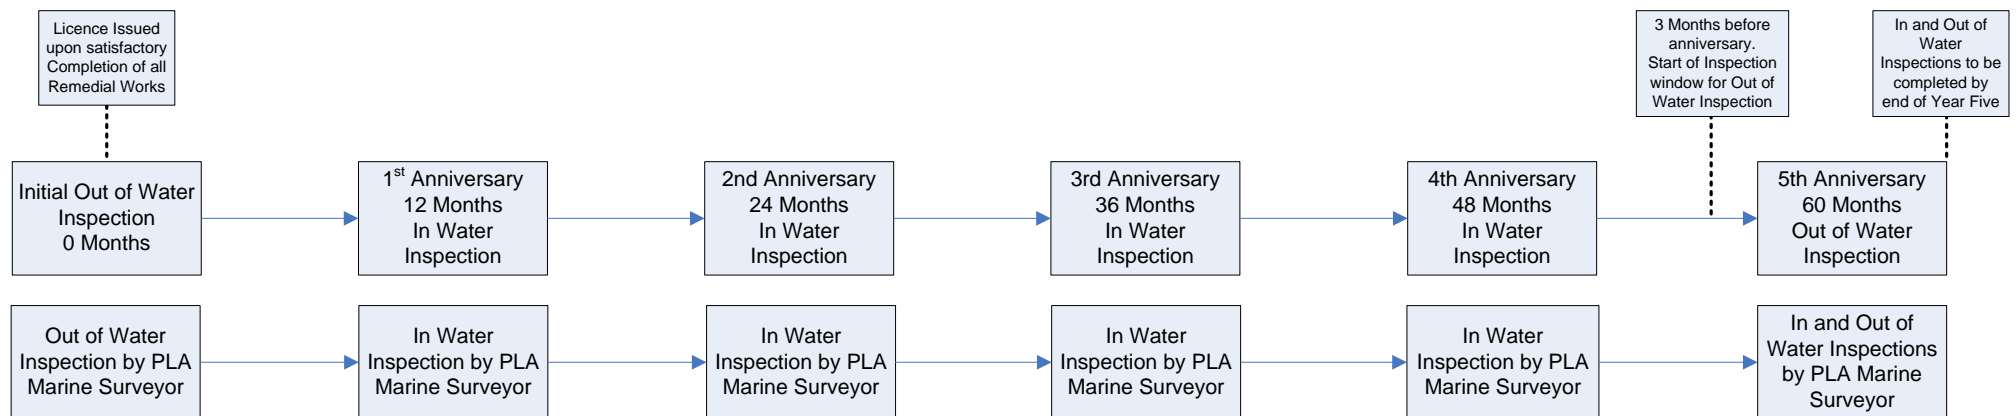 Licence Issued
upon satisfactory
Completion of all
Remedial Works
3 Months before
anniversary.
Start of Inspection
window for Out of
Water Inspection
In and Out of
Water
Inspections to be
completed by
end of Year Five
Initial Out of Water
Inspection
0 Months
1st Anniversary
12 Months
In Water
Inspection
2nd Anniversary
24 Months
In Water
Inspection
3rd Anniversary
36 Months
In Water
Inspection
4th Anniversary
48 Months
In Water
Inspection
5th Anniversary
60 Months
Out of Water
Inspection
Out of Water
Inspection by PLA
Marine Surveyor
In Water
Inspection by PLA
Marine Surveyor
In Water
Inspection by PLA
Marine Surveyor
In Water
Inspection by PLA
Marine Surveyor
In Water
Inspection by PLA
Marine Surveyor
In and Out of
Water Inspections
by PLA Marine
Surveyor